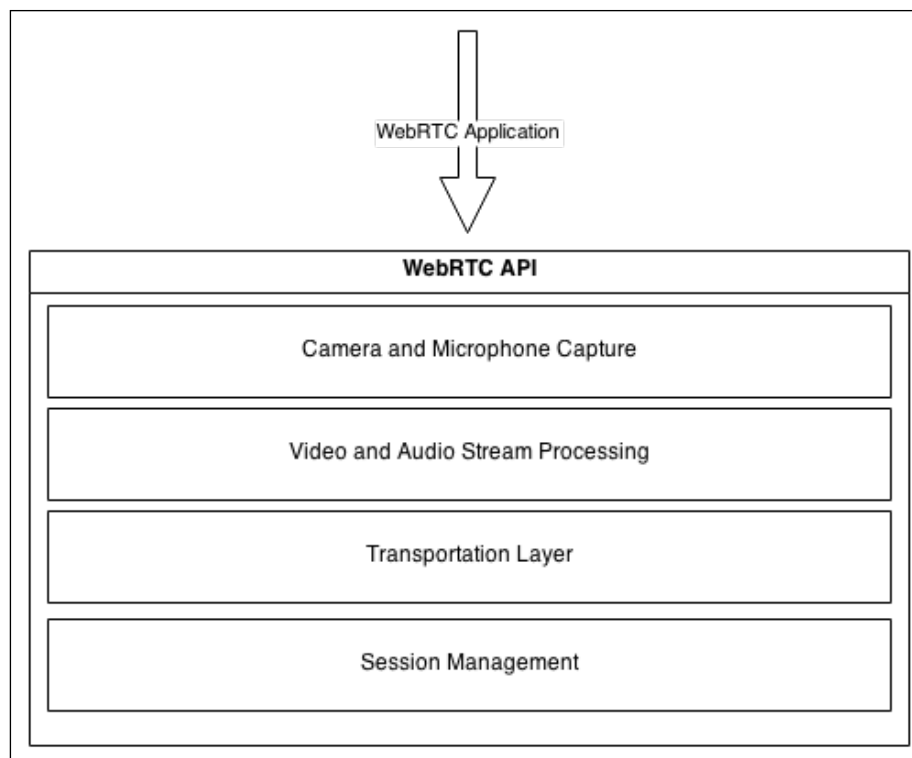 WebRTC Application
WebRTC API
Camera and Microphone Capture
Video and Audio Stream Processing
Transportation Layer
Session Management